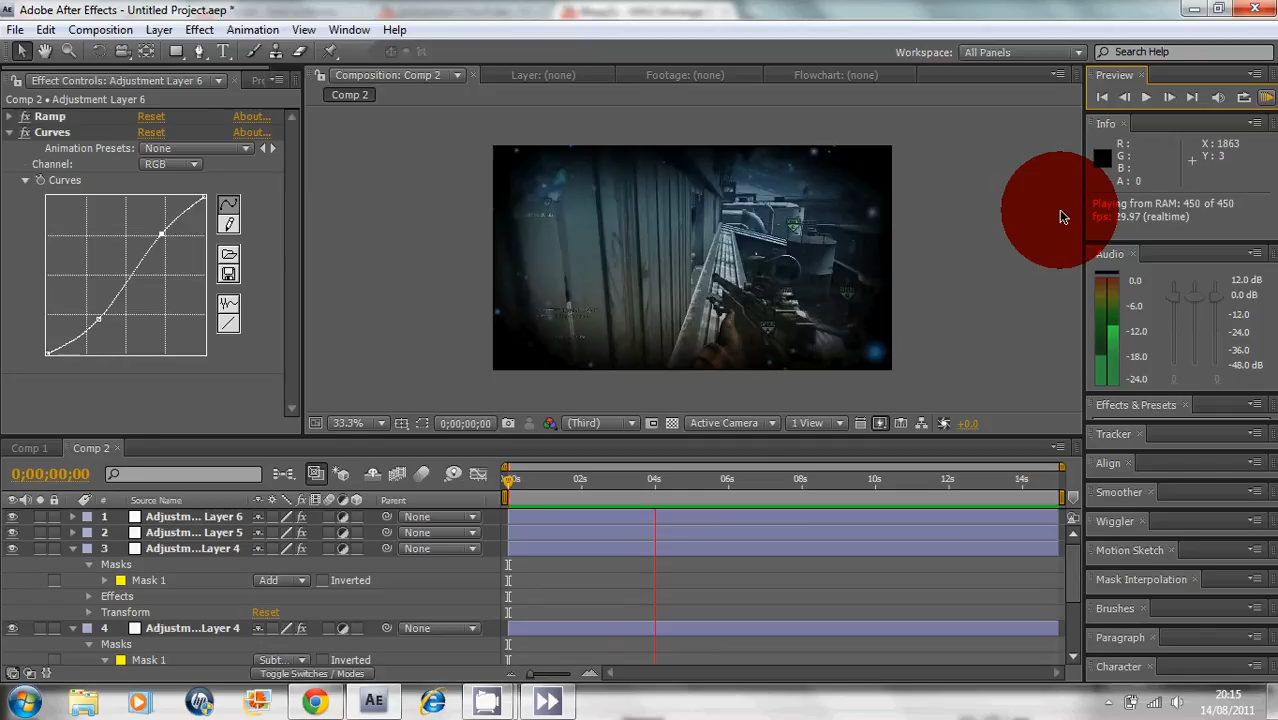 Adobe After Effects - Untitled Project.aep *
File Edit Composition Layer Effect Animation View Window Help
Workspace: All Panels Search Help
Effect Controls: Adjustment Layer 6
Composition: Comp 2 Layer: (none) Footage: (none) Flowchart: (none)
Preview
Comp 2 • Adjustment Layer 6
Comp 2
Ramp Reset About...
Curves Reset About...
Animation Presets: None
Channel: RGB
Curves
Info
R :
G :
B :
A : 0
X : 1863
Y : 3
Playing from RAM: 450 of 450
fps: 29.97 (realtime)
Audio
0.0
-6.0
-12.0
-18.0
-24.0
12.0 dB
0.0 dB
-12.0
-24.0
-36.0
-48.0 dB
Effects & Presets
Tracker
Align
Smoother
Wiggler
Motion Sketch
Mask Interpolation
Brushes
Paragraph
Character
33.3% 0;00;00;00 (Third) Active Camera 1 View +0.0
Comp 1 Comp 2
0;00;00;00
02s 04s 06s 08s 10s 12s 14s
# Source Name Parent
1 Adjustm... Layer 6 None
2 Adjustm... Layer 5 None
3 Adjustm...Layer 4 None
Masks
Mask 1 Add Inverted
Effects
Transform Reset
4 Adjustm...Layer 4 None
Masks
Mask 1 Subt... Inverted
Toggle Switches / Modes
20:15
14/08/2011